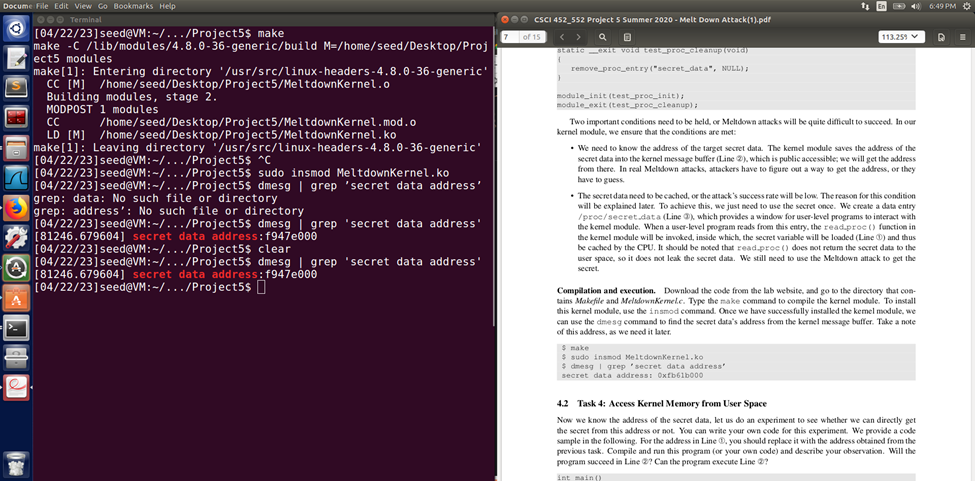 Docum File Edit View Go Bookmarks Help
En
6:49 PM
Terminal
[04/22/23]seed@VM:~/.../Project5$ make
make -C /lib/modules/4.8.0-36-generic/build M=/home/seed/Desktop/Proj
ect5 modules
make[1]: Entering directory '/usr/src/linux-headers-4.8.0-36-generic'
CC [M] /home/seed/Desktop/Project5/MeltdownKernel.o
Building modules, stage 2.
MODPOST 1 modules
CC /home/seed/Desktop/Project5/MeltdownKernel.mod.o
LD [M] /home/seed/Desktop/Project5/MeltdownKernel.ko
make[1]: Leaving directory '/usr/src/linux-headers-4.8.0-36-generic'
[04/22/23]seed@VM:~/.../Project5$ ^C
[04/22/23]seed@VM:~/.../Project5$ sudo insmod MeltdownKernel.ko
[04/22/23]seed@VM:~/.../Project5$ dmesg | grep ’secret data address’
grep: data: No such file or directory
grep: address’: No such file or directory
[04/22/23]seed@VM:~/.../Project5$ dmesg | grep 'secret data address'
[81246.679604] secret data address:f947e000
[04/22/23]seed@VM:~/.../Project5$ clear
[04/22/23]seed@VM:~/.../Project5$ dmesg | grep 'secret data address'
[81246.679604] secret data address:f947e000
[04/22/23]seed@VM:~/.../Project5$
CSCI 452_552 Project 5 Summer 2020 - Melt Down Attack(1).pdf
7 of 15
113.25%
static __exit void test_proc_cleanup(void)
{
remove_proc_entry("secret_data", NULL);
}
module_init(test_proc_init);
module_exit(test_proc_cleanup);
Two important conditions need to be held, or Meltdown attacks will be quite difficult to succeed. In our
kernel module, we ensure that the conditions are met:
• We need to know the address of the target secret data. The kernel module saves the address of the
secret data into the kernel message buffer (Line ②), which is public accessible; we will get the address
from there. In real Meltdown attacks, attackers have to figure out a way to get the address, or they
have to guess.
• The secret data need to be cached, or the attack's success rate will be low. The reason for this condition
will be explained later. To achieve this, we just need to use the secret once. We create a data entry
/proc/secret_data (Line ③), which provides a window for user-level programs to interact with
the kernel module. When a user-level program reads from this entry, the read_proc() function in
the kernel module will be invoked, inside which, the secret variable will be loaded (Line ①) and thus
be cached by the CPU. It should be noted that read_proc() does not return the secret data to the
user space, so it does not leak the secret data. We still need to use the Meltdown attack to get the
secret.
Compilation and execution. Download the code from the lab website, and go to the directory that con-
tains Makefile and MeltdownKernel.c. Type the make command to compile the kernel module. To install
this kernel module, use the insmod command. Once we have successfully installed the kernel module, we
can use the dmesg command to find the secret data's address from the kernel message buffer. Take a note
of this address, as we need it later.
$ make
$ sudo insmod MeltdownKernel.ko
$ dmesg | grep ’secret data address’
secret data address: 0xfb61b000
4.2 Task 4: Access Kernel Memory from User Space
Now we know the address of the secret data, let us do an experiment to see whether we can directly get
the secret from this address or not. You can write your own code for this experiment. We provide a code
sample in the following. For the address in Line ①, you should replace it with the address obtained from the
previous task. Compile and run this program (or your own code) and describe your observation. Will the
program succeed in Line ②? Can the program execute Line ②?
int main()